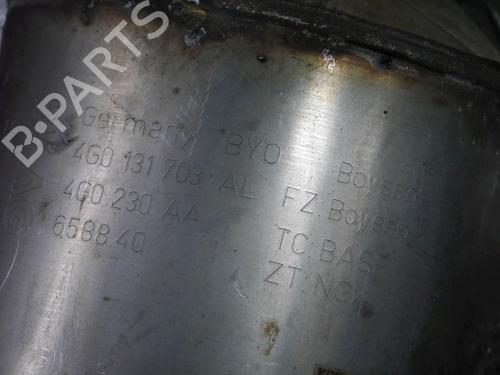 B-PARTS
Germany BYO Boysen
4G0 131 703 AL FZ: Boysen
4G0 230 AA TC: BASF
6588.40 ZT: NGK